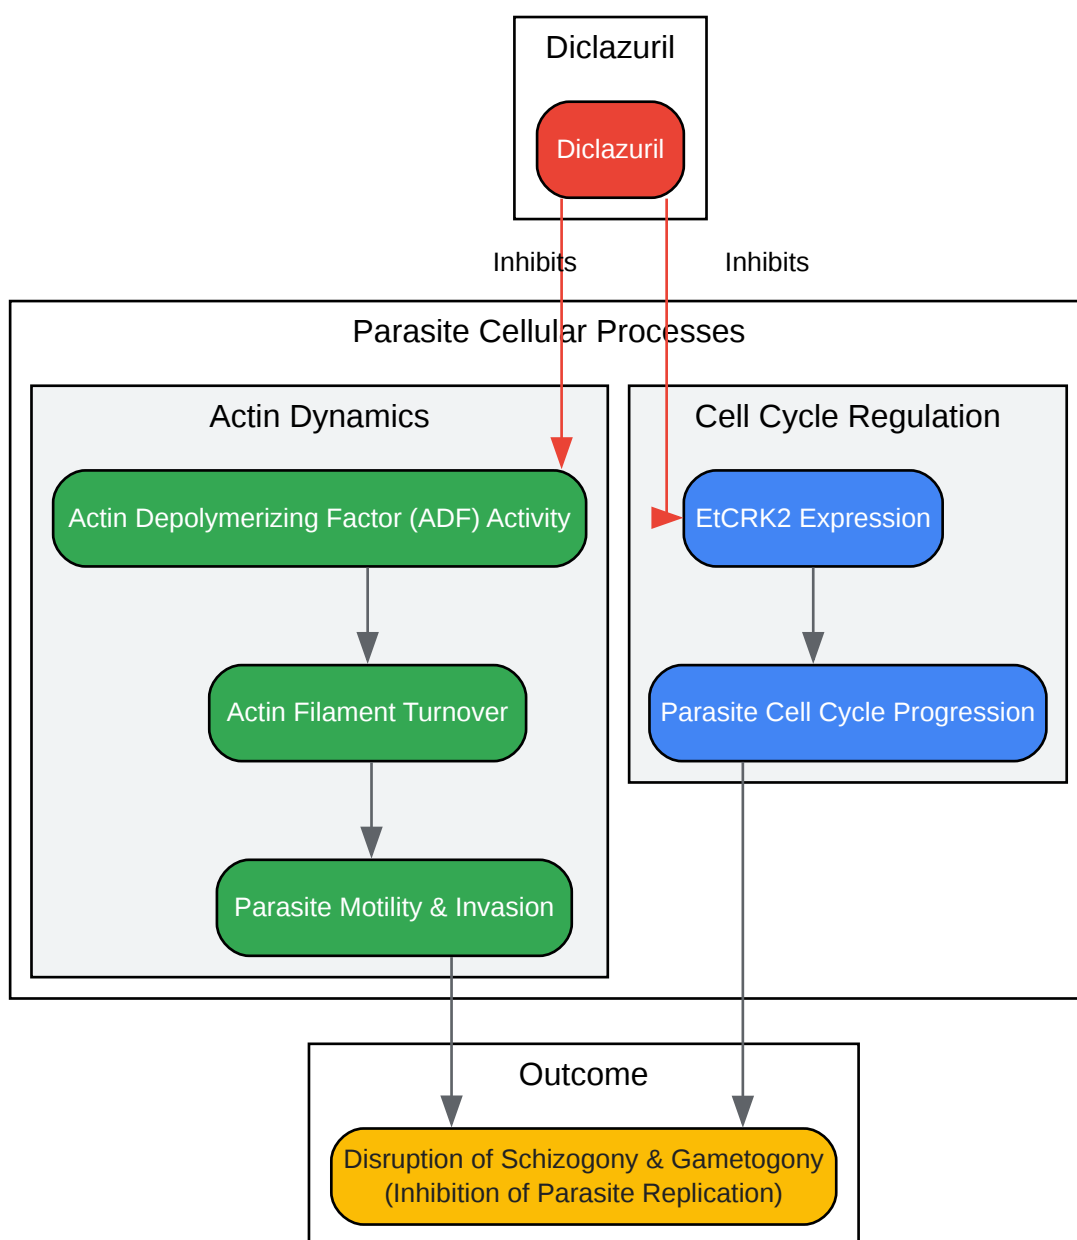 Diclazuril
Diclazuril
Inhibits
Inhibits
Parasite Cellular Processes
Actin Dynamics
Cell Cycle Regulation
Actin Depolymerizing Factor (ADF) Activity
EtCRK2 Expression
Actin Filament Turnover
Parasite Cell Cycle Progression
Parasite Motility & Invasion
Outcome
Disruption of Schizogony & Gametogony
(Inhibition of Parasite Replication)